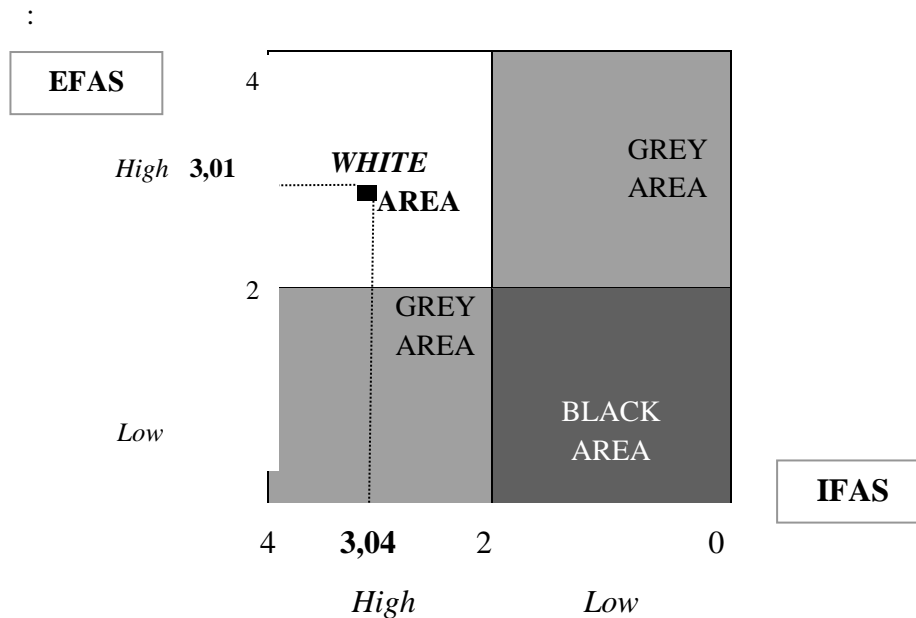 :
EFAS
4
High 3,01
WHITE
AREA
GREY
AREA
2
GREY
AREA
Low
BLACK
AREA
IFAS
4 3,04 2 0
High Low